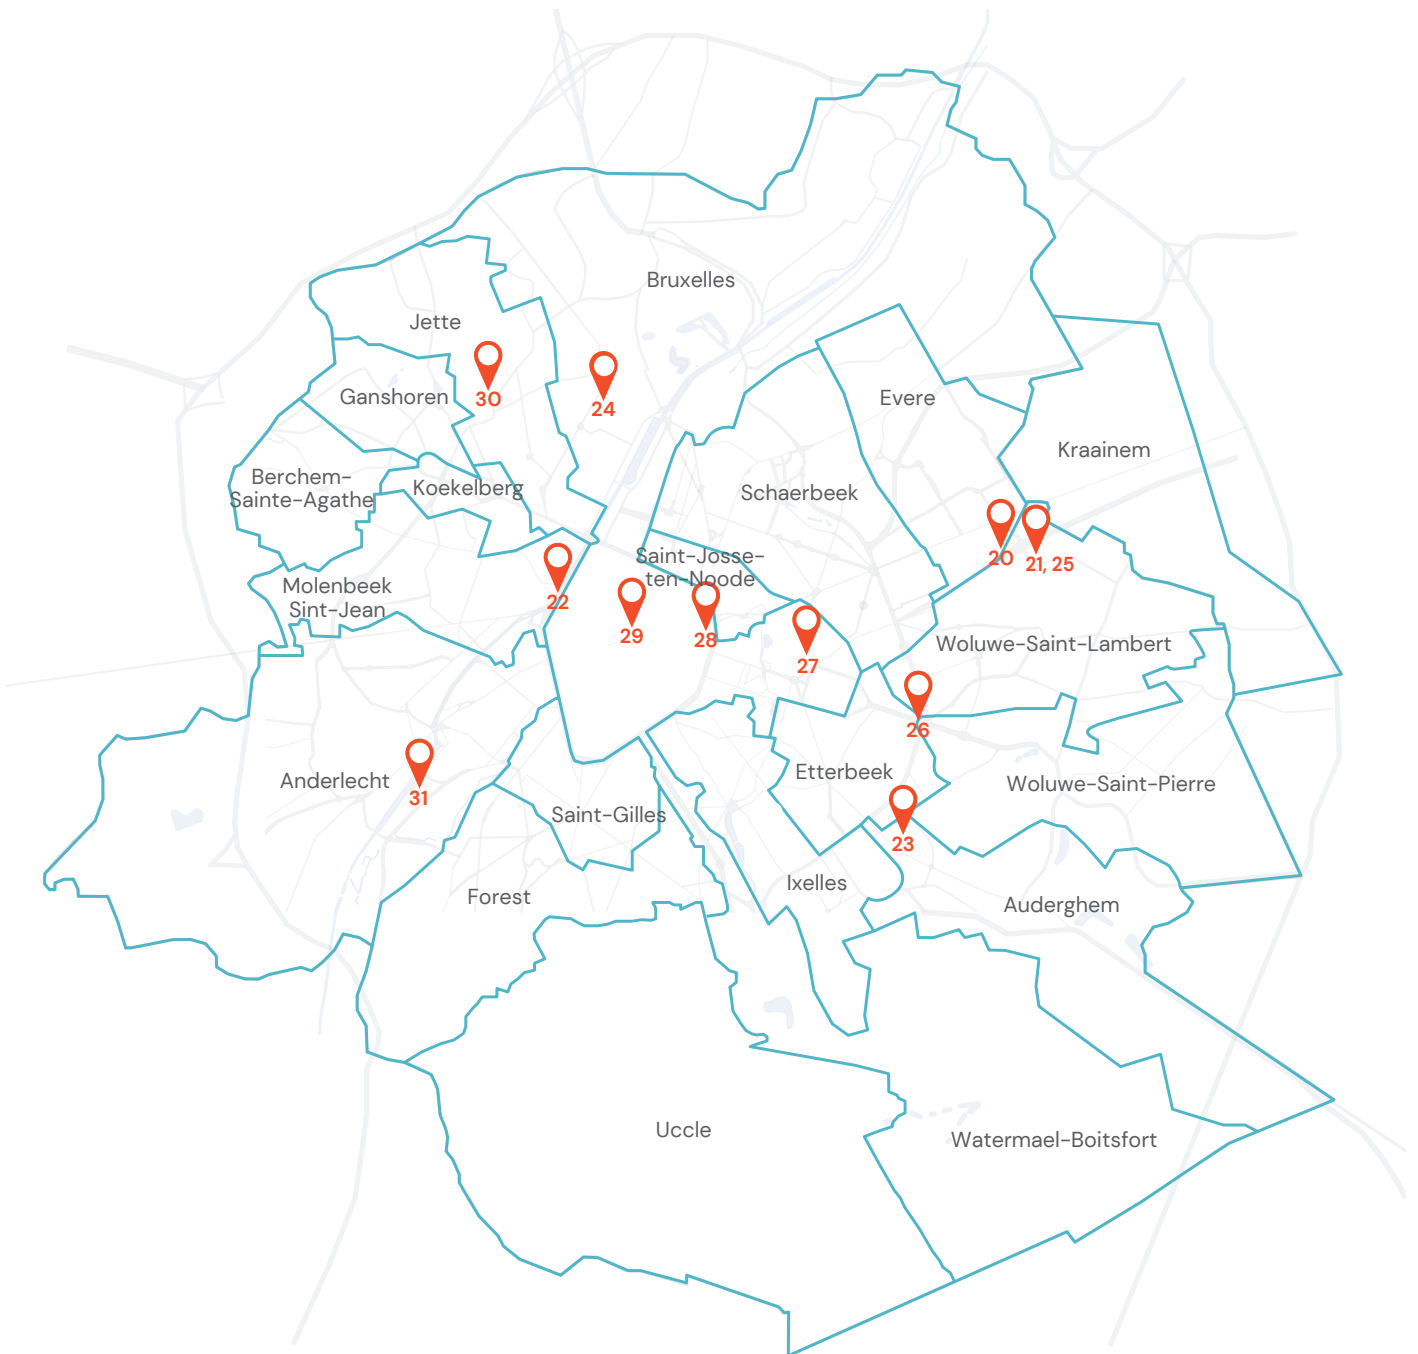 Bruxelles
Jette
30
24
Ganshoren
Evere
Kraainem
Berchem-
Sainte-Agathe
Koekelberg
Schaerbeek
20
21, 25
Saint-Josse-
ten-Noode
Molenbeek
Sint-Jean
22
29
28
27
Woluwe-Saint-Lambert
26
Anderlecht
31
Etterbeek
Woluwe-Saint-Pierre
Saint-Gilles
23
Ixelles
Forest
Auderghem
Uccle
Watermael-Boitsfort